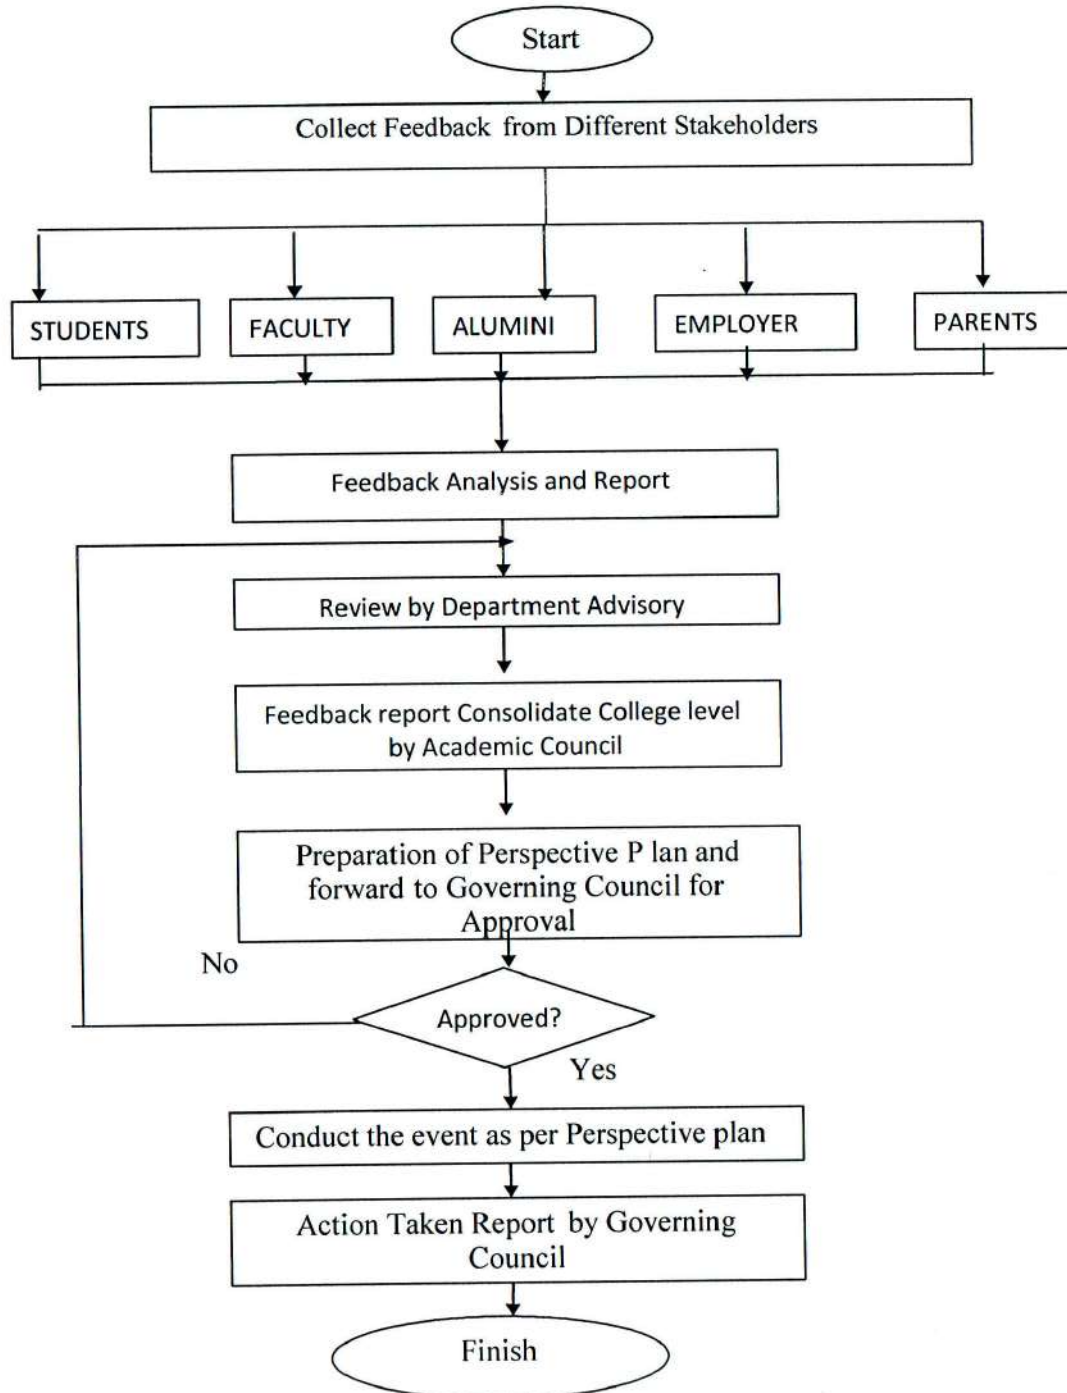 Start
Collect Feedback from Different Stakeholders
STUDENTS
FACULTY
ALUMINI
EMPLOYER
PARENTS
Feedback Analysis and Report
Review by Department Advisory
Feedback report Consolidate College level
by Academic Council
Preparation of Perspective P lan and
forward to Governing Council for
Approval
No
Approved?
Yes
Conduct the event as per Perspective plan
Action Taken Report by Governing
Council
Finish